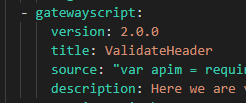 - gatewayscript:
version: 2.0.0
title: ValidateHeader
source: "var apim = requi
description: Here we are